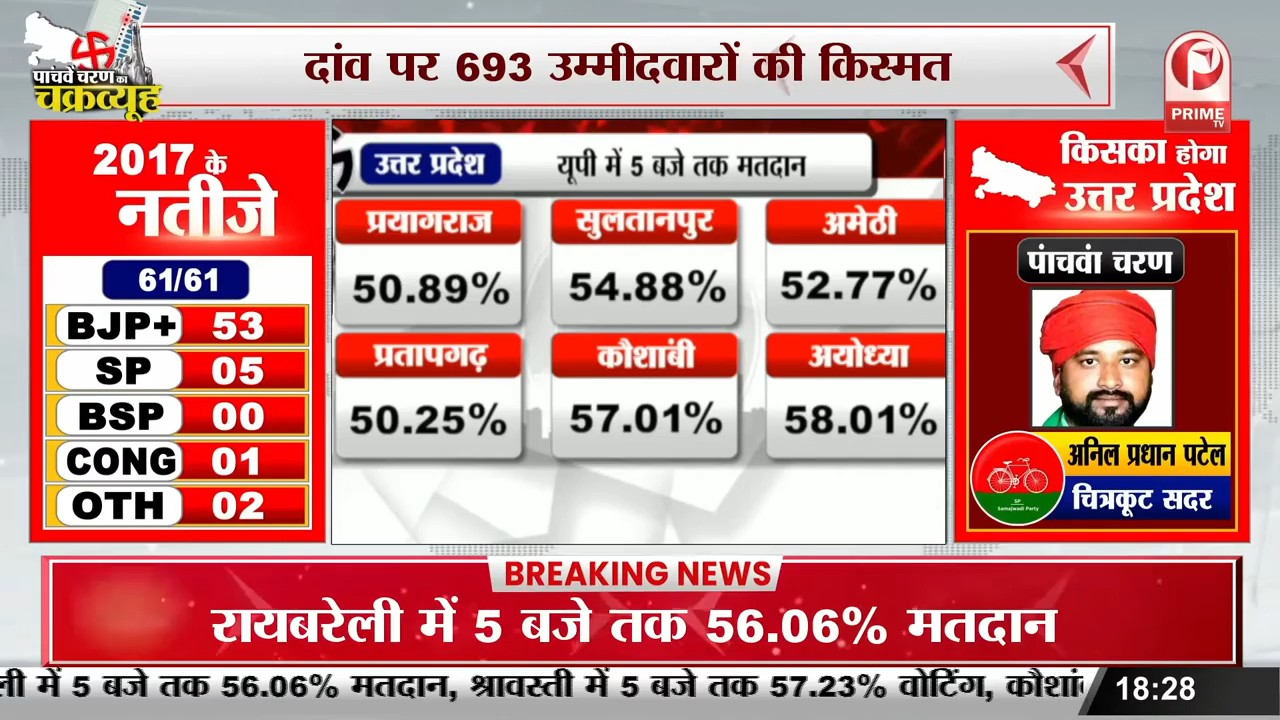 पांचवे चरण का
चक्रव्यूह
दांव पर 693 उम्मीदवारों की किस्मत
PRIME
TV
2017 के
नतीजे
61/61
BJP+ 53
SP 05
BSP 00
CONG 01
OTH 02
उत्तर प्रदेश यूपी में 5 बजे तक मतदान
प्रयागराज सुलतानपुर अमेठी
50.89% 54.88% 52.77%
प्रतापगढ़ कौशांबी अयोध्या
50.25% 57.01% 58.01%
किसका होगा
उत्तर प्रदेश
पांचवां चरण
SP
Samajwadi Party
अनिल प्रधान पटेल
चित्रकूट सदर
BREAKING NEWS
रायबरेली में 5 बजे तक 56.06% मतदान
ली में 5 बजे तक 56.06% मतदान, श्रावस्ती में 5 बजे तक 57.23% वोटिंग, कौशां
18:28